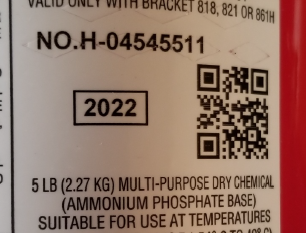 VALID ONLY WITH BRACKET 818, 821 OR 861H
NO.H-04545511
2022
5 LB (2.27 KG) MULTI-PURPOSE DRY CHEMICAL
(AMMONIUM PHOSPHATE BASE)
SUITABLE FOR USE AT TEMPERATURES